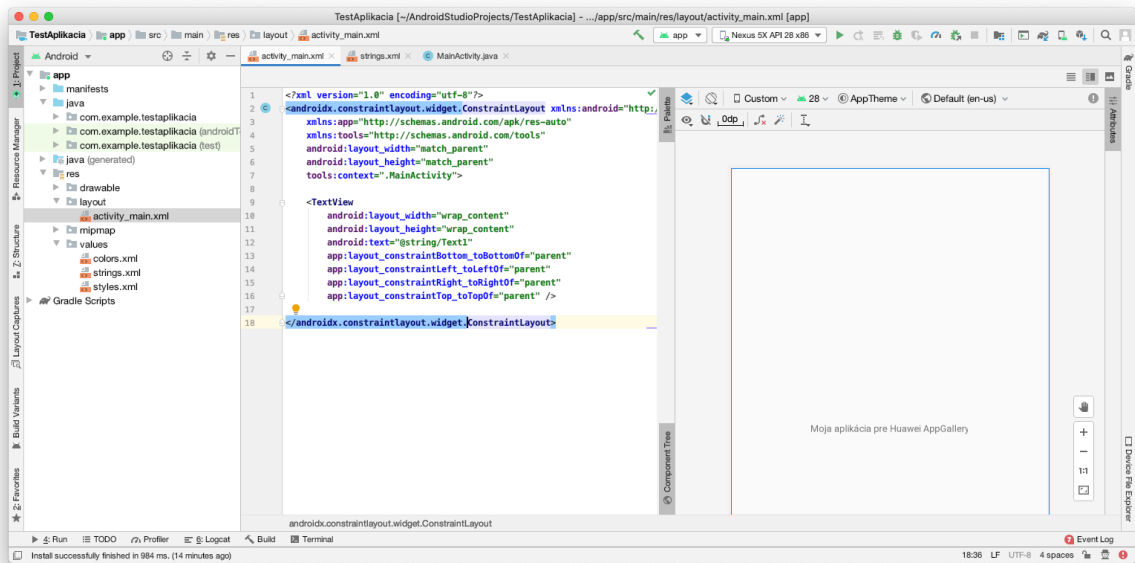 TestAplikacia [~/AndroidStudioProjects/TestAplikacia] - .../app/src/main/res/layout/activity_main.xml [app]
TestAplikacia app src main res layout activity_main.xml
app Nexus 5X API 28 x86
Android
activity_main.xml strings.xml MainActivity.java
1: Project
Resource Manager
7: Structure
Layout Captures
Build Variants
2: Favorites
app
manifests
java
com.example.testaplikacia
com.example.testaplikacia (androidT
com.example.testaplikacia (test)
java (generated)
res
drawable
layout
activity_main.xml
mipmap
values
colors.xml
strings.xml
styles.xml
Gradle Scripts
1 <?xml version="1.0" encoding="utf-8"?>
2 <androidx.constraintlayout.widget.ConstraintLayout xmlns:android="http:/
3 xmlns:app="http://schemas.android.com/apk/res-auto"
4 xmlns:tools="http://schemas.android.com/tools"
5 android:layout_width="match_parent"
6 android:layout_height="match_parent"
7 tools:context=".MainActivity">
8
9 <TextView
10 android:layout_width="wrap_content"
11 android:layout_height="wrap_content"
12 android:text="@string/Text1"
13 app:layout_constraintBottom_toBottomOf="parent"
14 app:layout_constraintLeft_toLeftOf="parent"
15 app:layout_constraintRight_toRightOf="parent"
16 app:layout_constraintTop_toTopOf="parent" />
17
18 </androidx.constraintlayout.widget.ConstraintLayout>
androidx.constraintlayout.widget.ConstraintLayout
Palette
Component Tree
Custom 28 AppTheme Default (en-us)
0dp
Moja aplikácia pre Huawei AppGallery
1:1
Gradle
Attributes
Device File Explorer
4: Run TODO Profiler 6: Logcat Build Terminal
2 Event Log
Install successfully finished in 984 ms. (14 minutes ago)
18:36 LF UTF-8 4 spaces